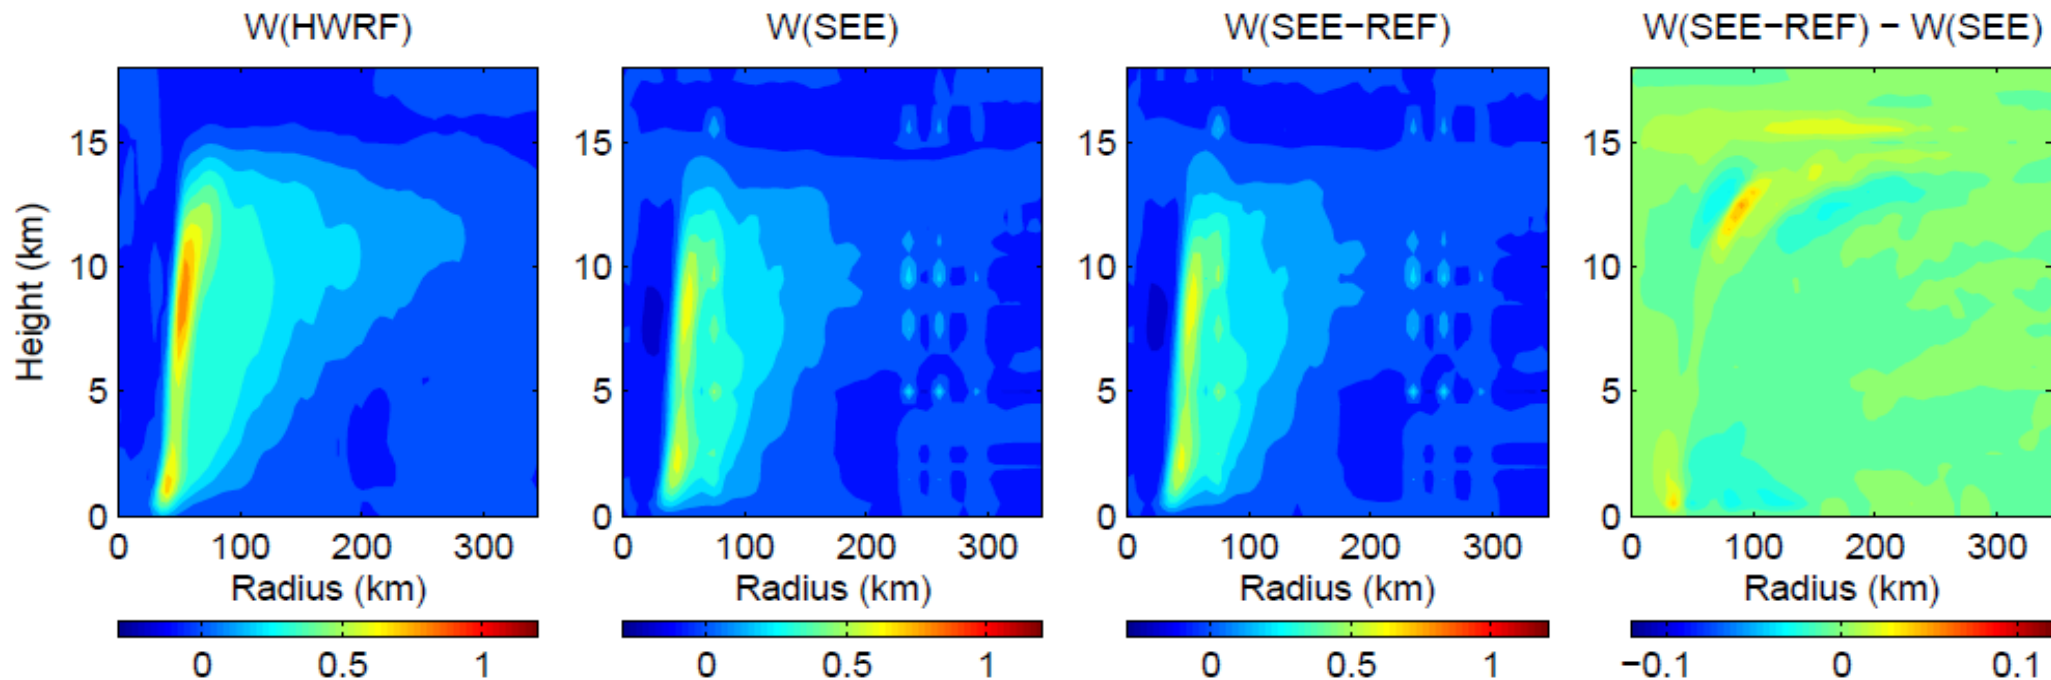 W(HWRF) W(SEE) W(SEE−REF) W(SEE−REF) − W(SEE)
Height (km)
15 15 15 15
10 10 10 10
5 5 5 5
0 0 0 0
0 100 200 300 0 100 200 300 0 100 200 300 0 100 200 300
Radius (km) Radius (km) Radius (km) Radius (km)
0 0.5 1 0 0.5 1 0 0.5 1 −0.1 0 0.1